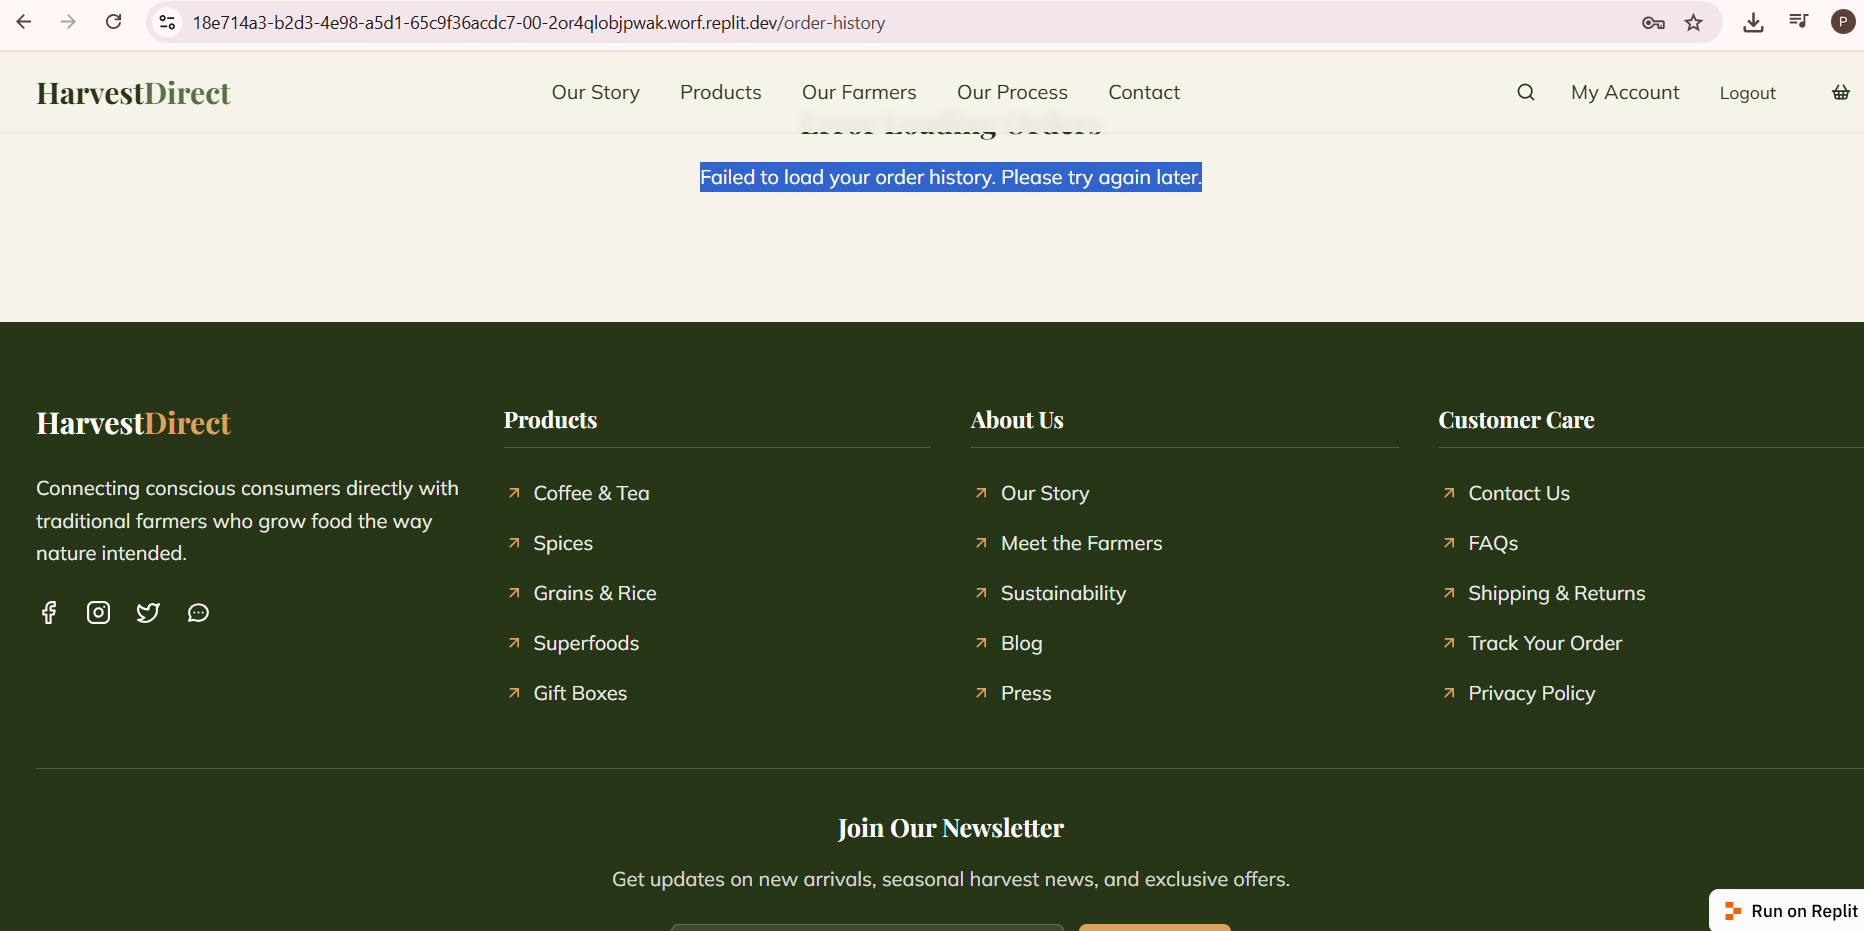 18e714a3-b2d3-4e98-a5d1-65c9f36acdc7-00-2or4qlobjpwak.worf.replit.dev/order-history
P
HarvestDirect
Our Story
Products
Our Farmers
Our Process
Contact
My Account
Logout
Error Loading Orders
Failed to load your order history. Please try again later.
HarvestDirect
Connecting conscious consumers directly with
traditional farmers who grow food the way
nature intended.
Products
Coffee & Tea
Spices
Grains & Rice
Superfoods
Gift Boxes
About Us
Our Story
Meet the Farmers
Sustainability
Blog
Press
Customer Care
Contact Us
FAQs
Shipping & Returns
Track Your Order
Privacy Policy
Join Our Newsletter
Get updates on new arrivals, seasonal harvest news, and exclusive offers.
Run on Replit